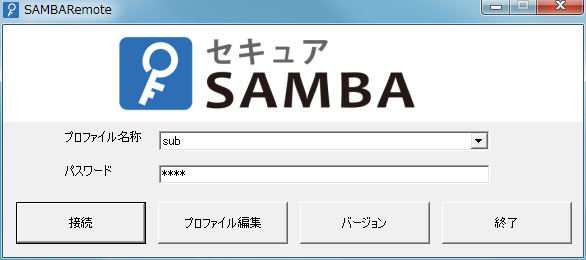 SAMBARemote
セキュア
SAMBA
プロファイル名称
sub
パスワード
****
接続 プロファイル編集 バージョン 終了